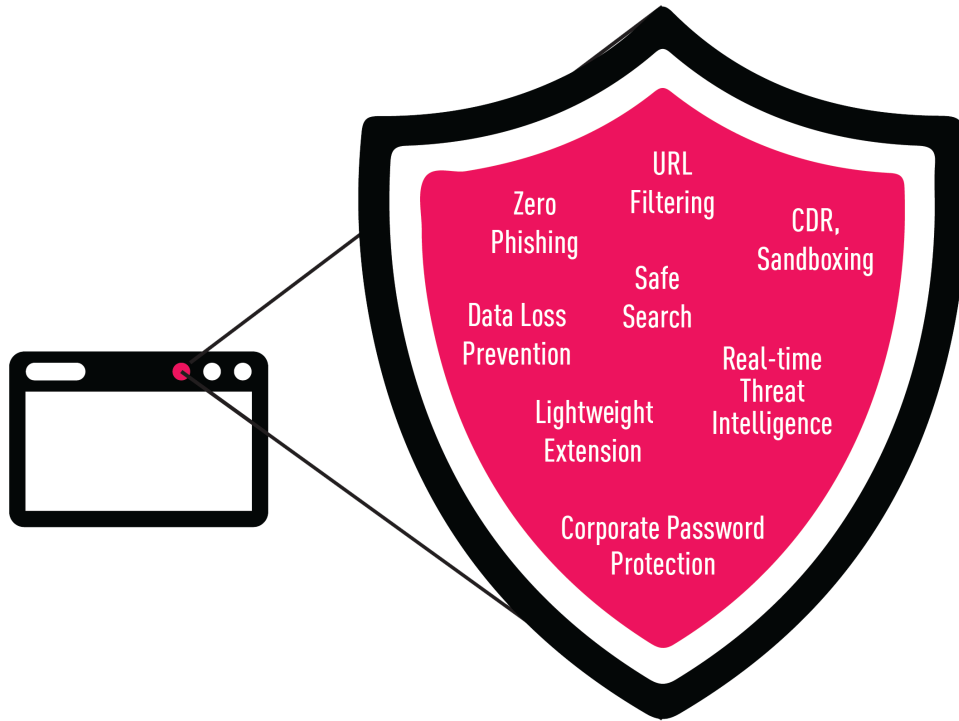 URL
Filtering
Zero
Phishing
CDR,
Sandboxing
Safe
Search
Data Loss
Prevention
Real-time
Threat
Intelligence
Lightweight
Extension
Corporate Password
Protection